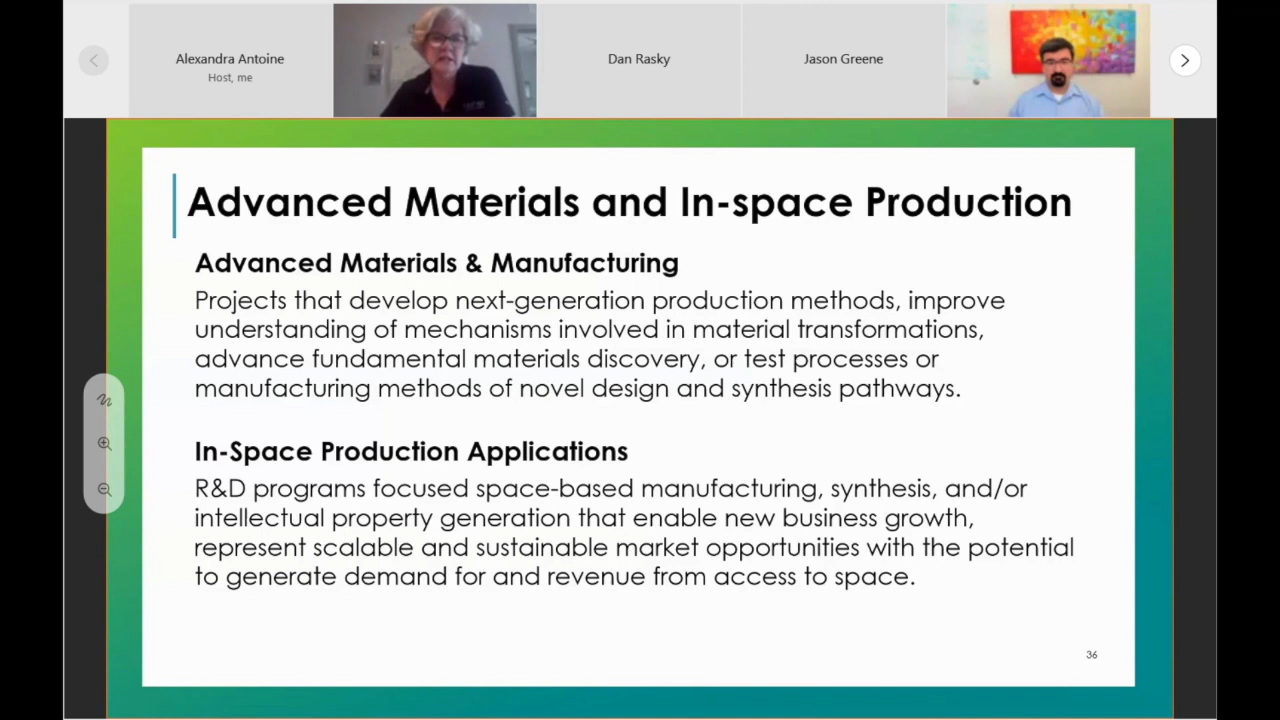 Alexandra Antoine
Host, me
Dan Rasky
Jason Greene
Advanced Materials and In-space Production
Advanced Materials & Manufacturing
Projects that develop next-generation production methods, improve
understanding of mechanisms involved in material transformations,
advance fundamental materials discovery, or test processes or
manufacturing methods of novel design and synthesis pathways.
In-Space Production Applications
R&D programs focused space-based manufacturing, synthesis, and/or
intellectual property generation that enable new business growth,
represent scalable and sustainable market opportunities with the potential
to generate demand for and revenue from access to space.
36